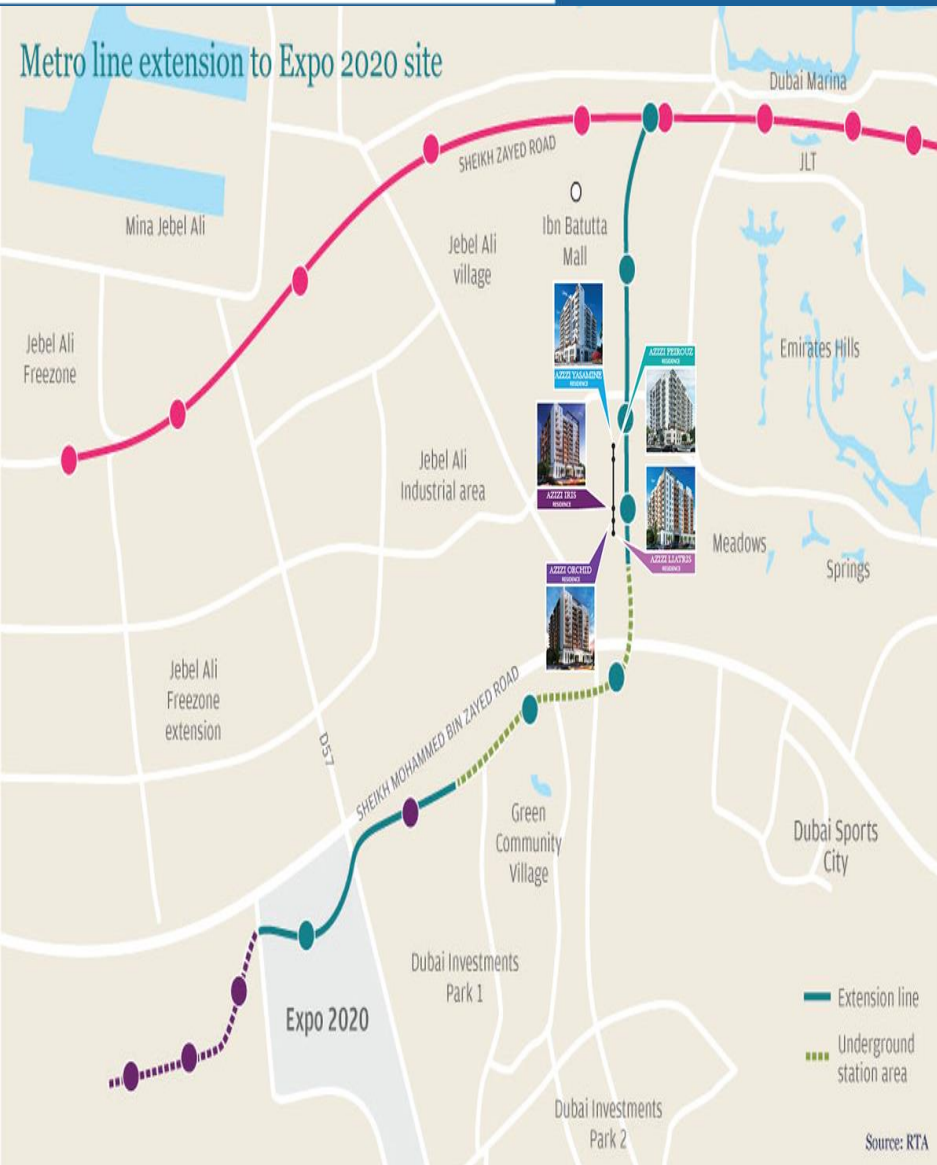 Metro line extension to Expo 2020 site
Dubai Marina
SHEIKH ZAYED ROAD
JLT
Mina Jebel Ali
Jebel Ali
village
Ibn Batutta
Mall
Jebel Ali
Freezone
Emirates Hills
AZIZI FEIROUZ
RESIDENCE
AZIZI YASAMINE
RESIDENCE
Jebel Ali
Industrial area
AZIZI IRIS
RESIDENCE
Meadows
AZIZI LIATRIS
RESIDENCE
Springs
AZIZI ORCHID
RESIDENCE
Jebel Ali
Freezone
extension
D57
SHEIKH MOHAMMED BIN ZAYED ROAD
Green
Community
Village
Dubai Sports
City
Dubai Investments
Park 1
Expo 2020
Extension line
Underground
station area
Dubai Investments
Park 2
Source: RTA